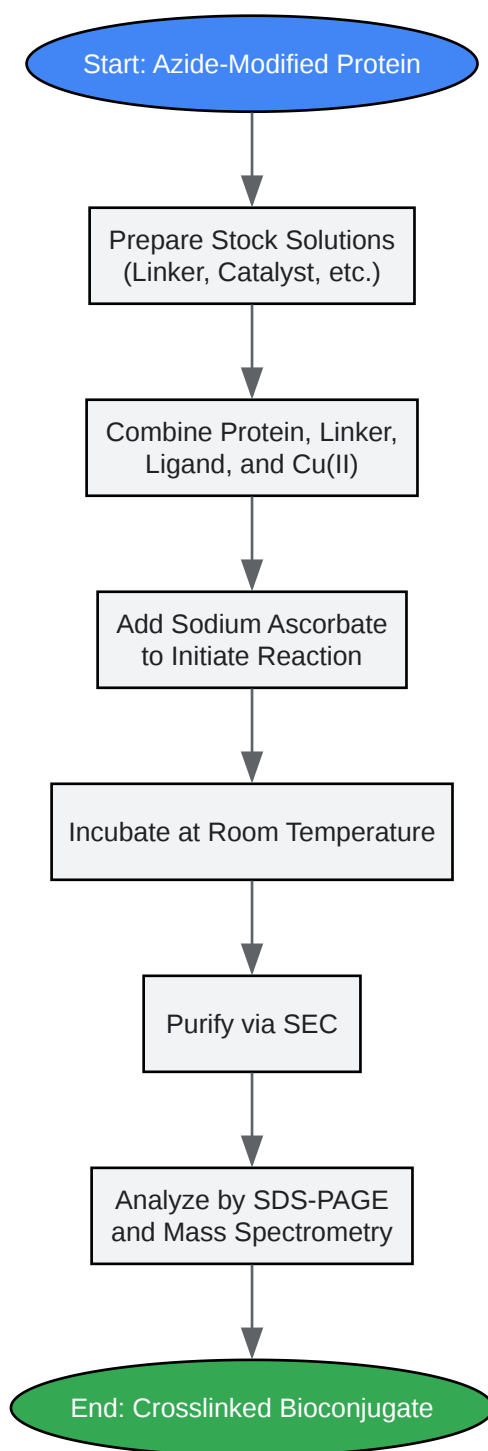 Start: Azide-Modified Protein
Prepare Stock Solutions
(Linker, Catalyst, etc.)
Combine Protein, Linker,
Ligand, and Cu(II)
Add Sodium Ascorbate
to Initiate Reaction
Incubate at Room Temperature
Purify via SEC
Analyze by SDS-PAGE
and Mass Spectrometry
End: Crosslinked Bioconjugate